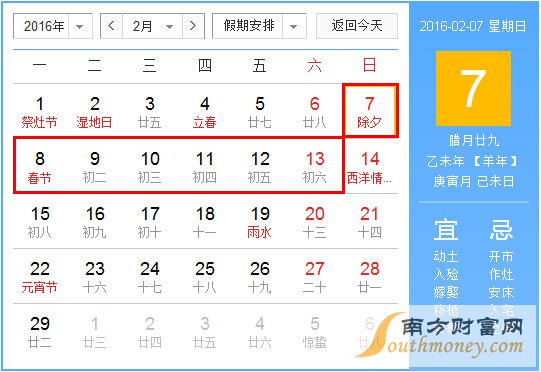 2016年 2月 假期安排 返回今天
一 二 三 四 五 六 日
1 2 3 4 5 6 7
祭灶节 湿地日 廿五 立春 廿七 廿八 除夕
8 9 10 11 12 13 14
春节 初二 初三 初四 初五 初六 西洋情...
15 16 17 18 19 20 21
初八 初九 初十 十一 雨水 十三 十四
22 23 24 25 26 27 28
元宵节 十六 十七 十八 十九 二十 廿一
29 1 2 3 4 5 6
廿二 廿三 廿四 廿五 廿六 惊蛰 廿八
2016-02-07 星期日
7
腊月廿九
乙未年 【羊年】
庚寅月 己未日
宜 忌
动土 开市
入殓 作灶
嫁娶 安床
移柩 入宅
南方财富网
outhmoney.com